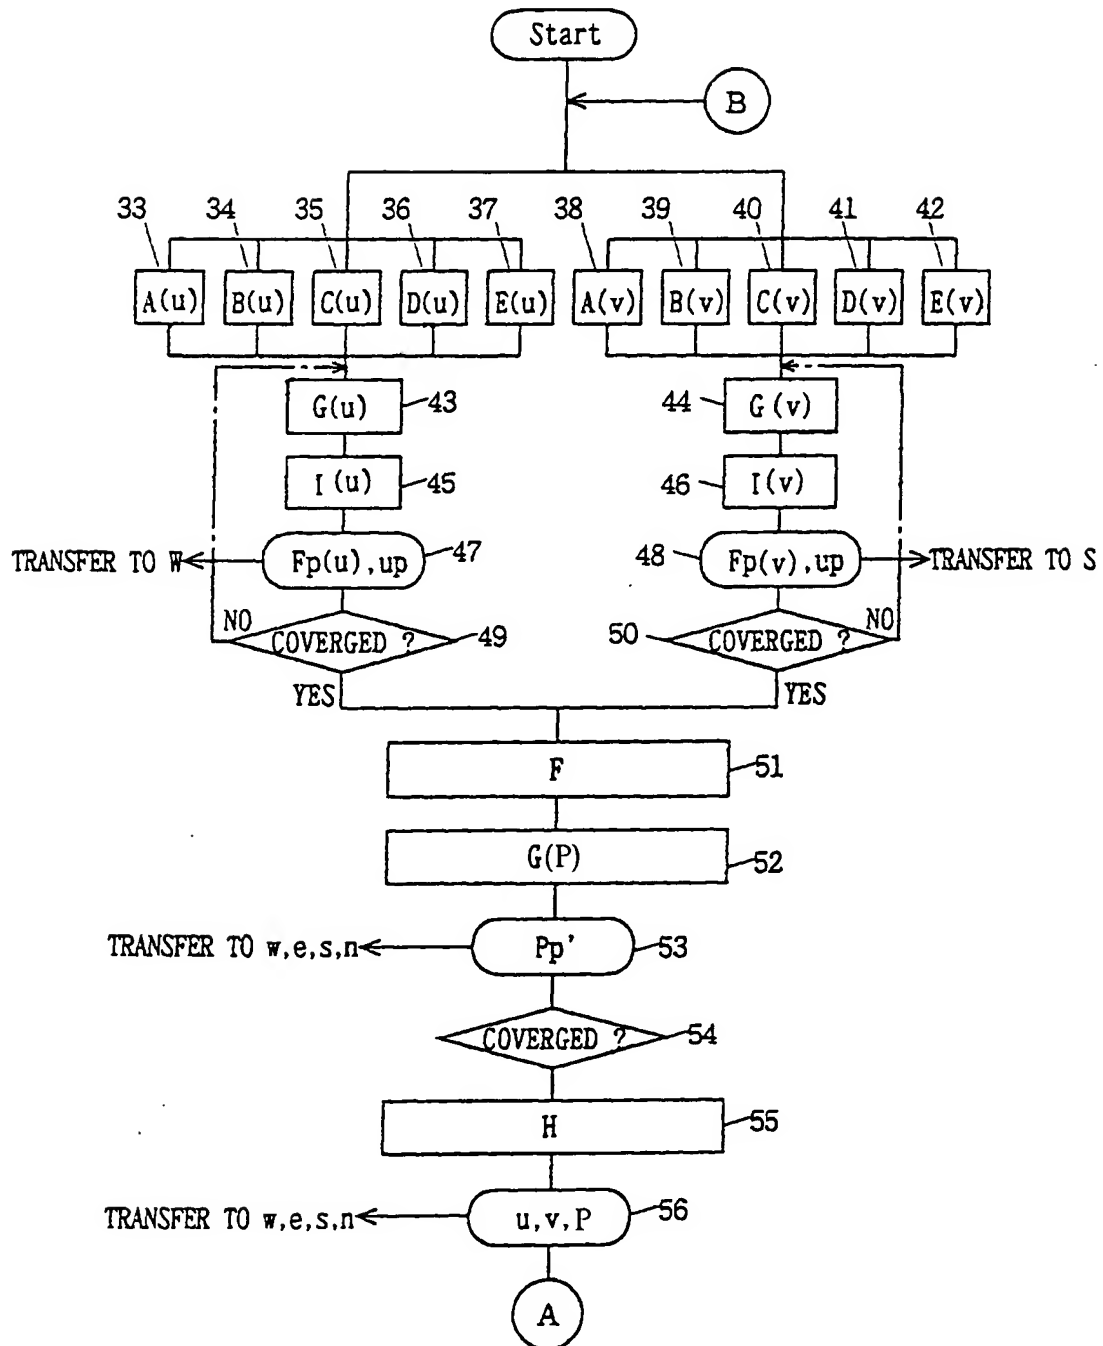 Start
B
33 34 35 36 37 38 39 40 41 42
A(u) B(u) C(u) D(u) E(u) A(v) B(v) C(v) D(v) E(v)
G(u) 43 44 G(v)
I(u) 45 46 I(v)
TRANSFER TO W Fp(u),up 47 48 Fp(v),up TRANSFER TO S
NO COVERGED ? 49 50 COVERGED ? NO
YES YES
F 51
G(P) 52
TRANSFER TO w,e,s,n Pp' 53
COVERGED ? 54
H 55
TRANSFER TO w,e,s,n u,v,P 56
A